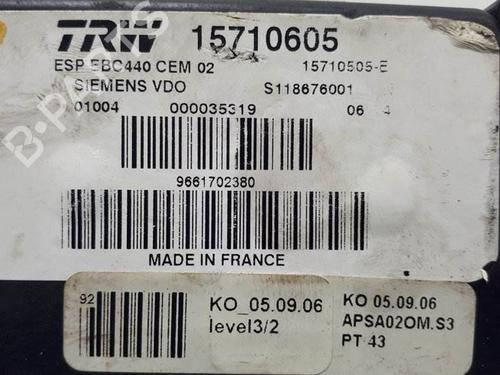 TRW 15710605
ESP EBC440 CEM 02 15710505-E
SIEMENS VDO S118676001
01004 000035319 06 4
9661702380
MADE IN FRANCE
92
KO_05.09.06
level3/2
KO 05.09.06
APSA02OM.S3
PT 43